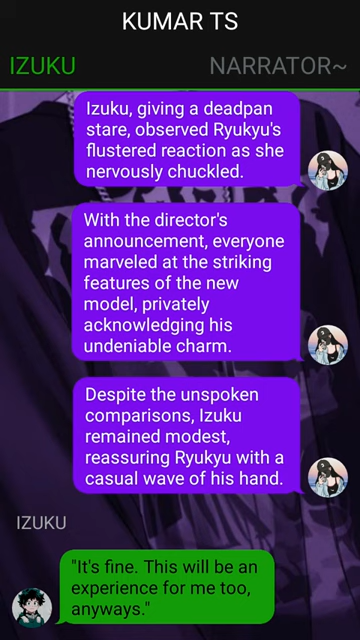 KUMAR TS
IZUKU NARRATOR~
Izuku, giving a deadpan
stare, observed Ryukyu's
flustered reaction as she
nervously chuckled.
With the director's
announcement, everyone
marveled at the striking
features of the new
model, privately
acknowledging his
undeniable charm.
Despite the unspoken
comparisons, Izuku
remained modest,
reassuring Ryukyu with a
casual wave of his hand.
IZUKU
"It's fine. This will be an
experience for me too,
anyways."